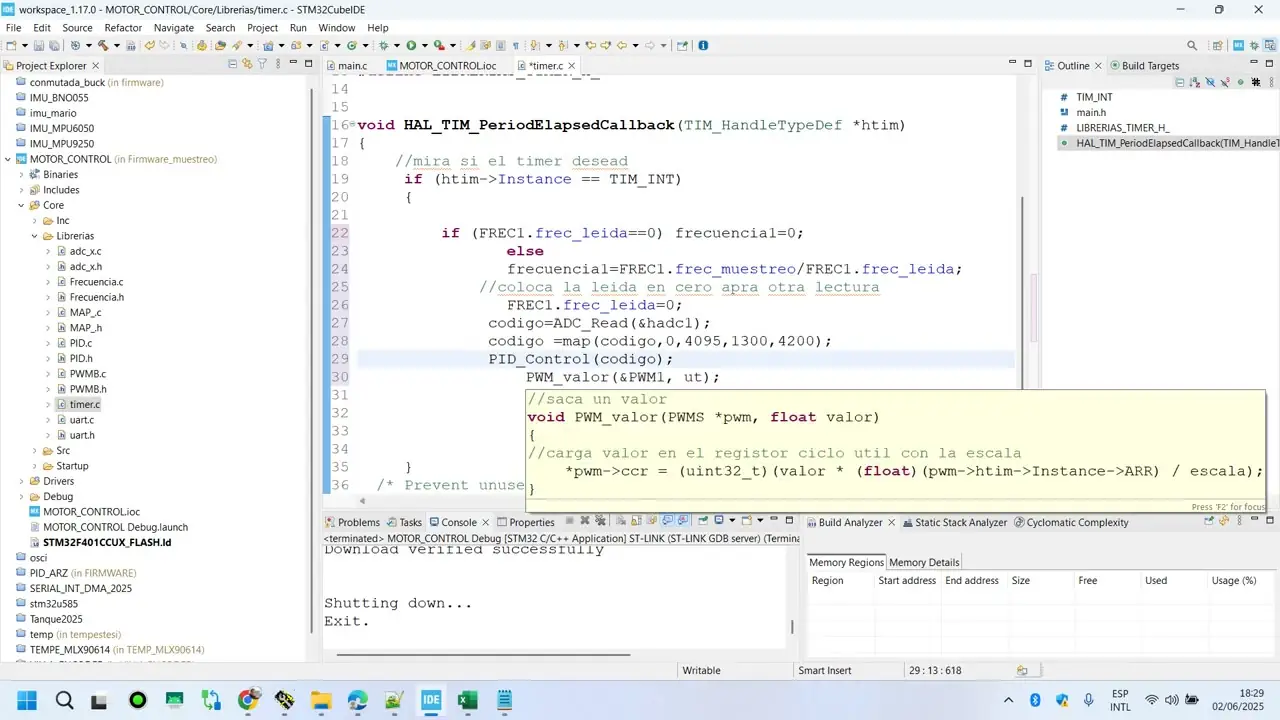 workspace_1.17.0 - MOTOR_CONTROL/Core/Librerias/timer.c - STM32CubeIDE
File Edit Source Refactor Navigate Search Project Run Window Help
Project Explorer
conmutada_buck (in firmware)
IMU_BNO055
imu_mario
IMU_MPU6050
IMU_MPU9250
MOTOR_CONTROL (in Firmware_muestreo)
Binaries
Includes
Core
Inc
Librerias
adc_x.c
adc_x.h
Frecuencia.c
Frecuencia.h
MAP_.c
MAP_.h
PID.c
PID.h
PWMB.c
PWMB.h
timer.c
uart.c
uart.h
Src
Startup
Drivers
Debug
MOTOR_CONTROL.ioc
MOTOR_CONTROL Debug.launch
STM32F401CCUX_FLASH.ld
osci
PID_ARZ (in FIRMWARE)
SERIAL_INT_DMA_2025
stm32u585
Tanque2025
temp (in tempestesi)
TEMPE_MLX90614 (in TEMP_MLX90614)
main.c MOTOR_CONTROL.ioc *timer.c
14
15
16 void HAL_TIM_PeriodElapsedCallback(TIM_HandleTypeDef *htim)
17 {
18 //mira si el timer desead
19 if (htim->Instance == TIM_INT)
20 {
21
22 if (FREC1.frec_leida==0) frecuencia1=0;
23 else
24 frecuencia1=FREC1.frec_muestreo/FREC1.frec_leida;
25 //coloca la leida en cero apra otra lectura
26 FREC1.frec_leida=0;
27 codigo=ADC_Read(&hadc1);
28 codigo =map(codigo,0,4095,1300,4200);
29 PID_Control(codigo);
30 PWM_valor(&PWM1, ut);
31
32
33
34
35 }
36 /* Prevent unuse
//saca un valor
void PWM_valor(PWMS *pwm, float valor)
{
//carga valor en el registor ciclo util con la escala
*pwm->ccr = (uint32_t)(valor * (float)(pwm->htim->Instance->ARR) / escala);
}
Press 'F2' for focus
Outline Build Targets
TIM_INT
main.h
LIBRERIAS_TIMER_H_
HAL_TIM_PeriodElapsedCallback(TIM_HandleT
Problems Tasks Console Properties
<terminated> MOTOR_CONTROL Debug [STM32 C/C++ Application] ST-LINK (ST-LINK GDB server) (Termina
Download verified successfully
Shutting down...
Exit.
Build Analyzer Static Stack Analyzer Cyclomatic Complexity
Memory Regions Memory Details
Region Start address End address Size Free Used Usage (%)
Writable Smart Insert 29 : 13 : 618
ESP
INTL
18:29
02/06/2025